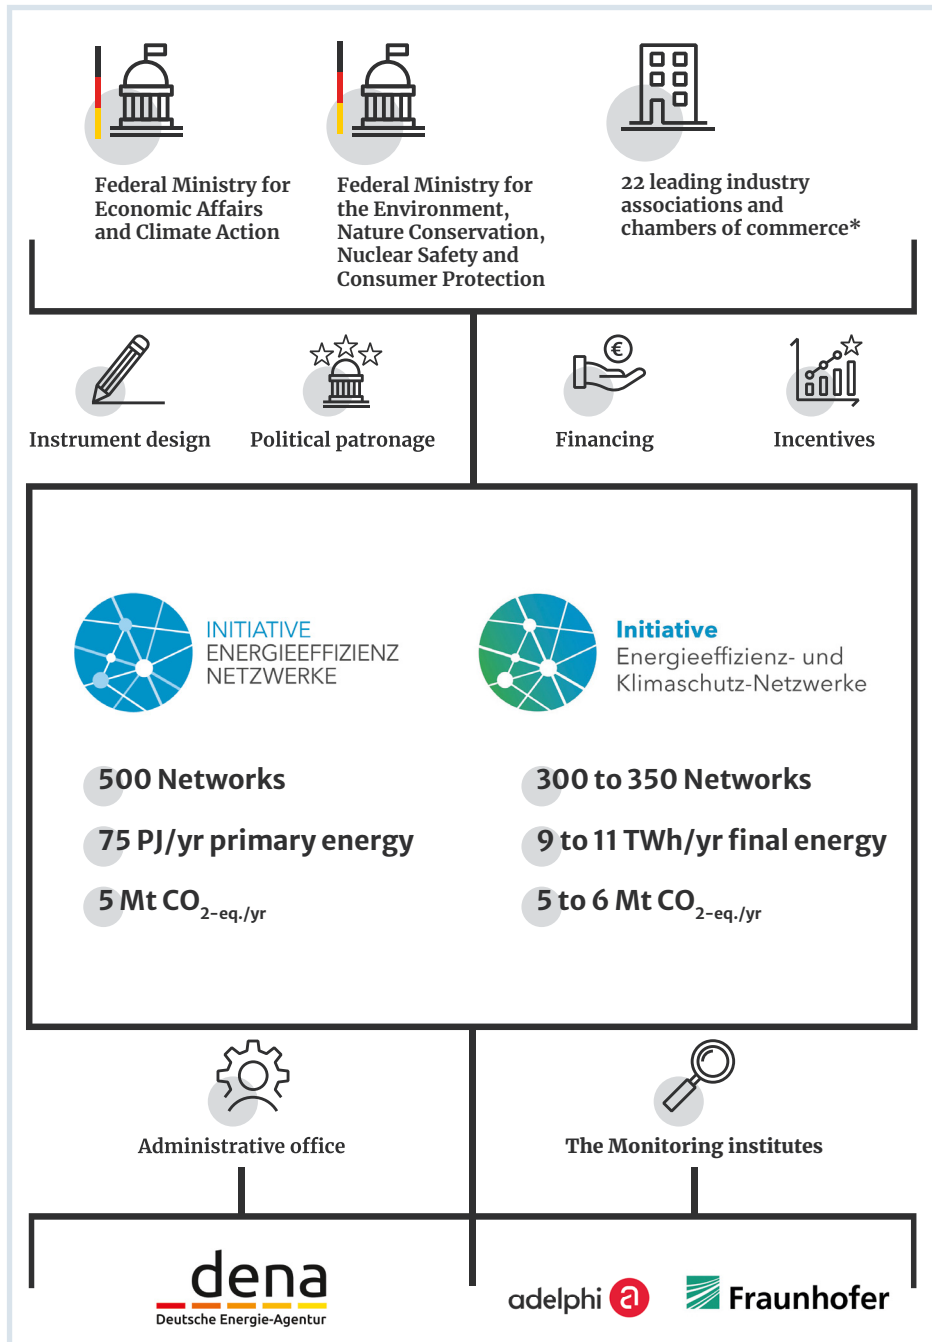 Federal Ministry for
Economic Affairs
and Climate Action
Federal Ministry for
the Environment,
Nature Conservation,
Nuclear Safety and
Consumer Protection
22 leading industry
associations and
chambers of commerce*
Instrument design
Political patronage
€
Financing
Incentives
INITIATIVE
ENERGIEEFFIZIENZ
NETZWERKE
Initiative
Energieeffizienz- und
Klimaschutz-Netzwerke
500 Networks
75 PJ/yr primary energy
5 Mt CO2-eq./yr
300 to 350 Networks
9 to 11 TWh/yr final energy
5 to 6 Mt CO2-eq./yr
Administrative office
The Monitoring institutes
dena
Deutsche Energie-Agentur
adelphi a
Fraunhofer